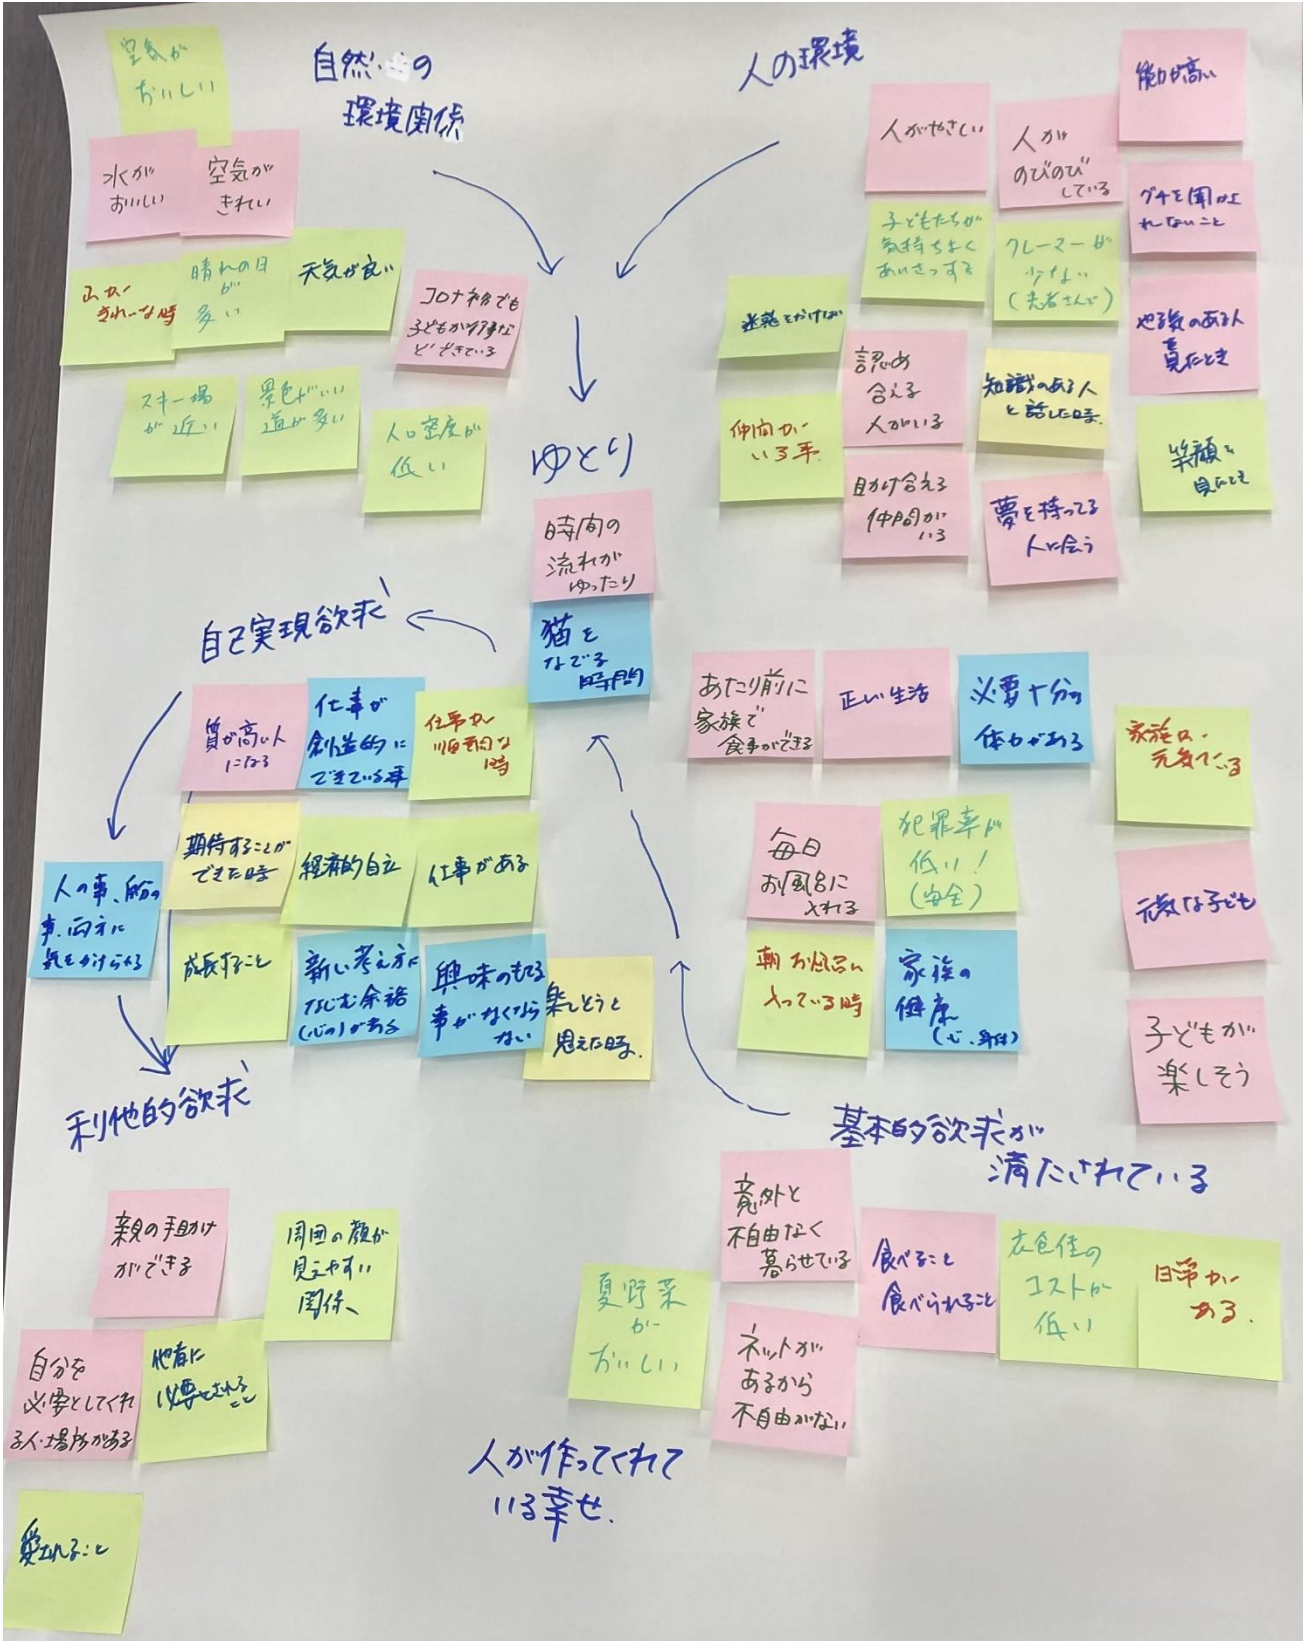 空気が
おいしい
自然・
の
環境関係
水が
おいしい
空気が
きれい
山が
きれいな時
晴れの日
が
多い
天気が良い
コロナ禍でも
子どもが行事な
どできている
スキー場
が近い
景色がいい
道が多い
人口密度が
低い
人の環境
人がやさしい
人が
のびのび
している
能力が高い
子どもたちが
気持ちよく
あいさつする
クレーマーが
少ない
(患者さんで)
グチを聞かさ
れないこと
迷惑をかけない
認め
合える
人がいる
知識のある人
と話した時
やる気のある人
見たとき
仲間が
いる事
助け合える
仲間が
いる
夢を持ってる
人に会う
笑顔を
見たとき
ゆとり
時間の
流れが
ゆったり
猫を
なでる
時間
自己実現欲求
質が高い人
になる
仕事が
創造的に
できている事
仕事が
順調な
時
期待することが
できた時
経済的自立
仕事がある
人の事、自分の
事、両方に
気をかけられる
成長すること
新しい考え方に
なじむ余裕
(心の)がある
興味のもてる
事がなくなら
ない
楽しそうと
思えた時
利他的欲求
親の手助け
ができる
周囲の顔が
見えやすい
関係
自分を
必要としてくれ
る人・場所がある
他者に
必要とされる
こと
愛されること
あたり前に
家族で
食事ができる
正しい生活
必要十分の
体力がある
家族が
元気でいる
毎日
お風呂に
入れる
犯罪率が
低い!
(安全)
元気な子ども
朝お風呂に
入っている時
家族の
健康
(心・身体)
子どもが
楽しそう
基本的欲求が
満たされている
意外と
不自由なく
暮らせている
食べること
食べられること
衣食住の
コストが
低い
日常が
ある
夏野菜
が
おいしい
ネットが
あるから
不自由がない
人が作ってくれて
いる幸せ.